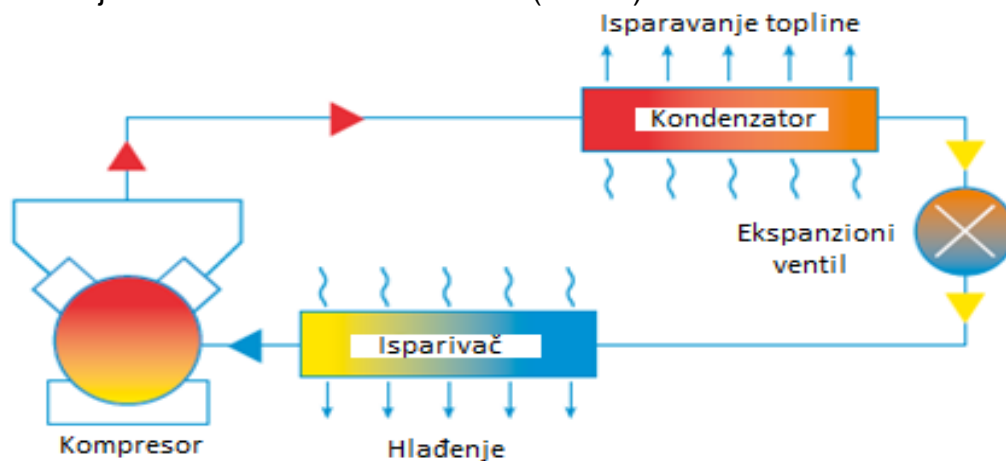 Isparavanje topline
Kondenzator
Ekspanzioni
ventil
Isparivač
Kompresor
Hlađenje